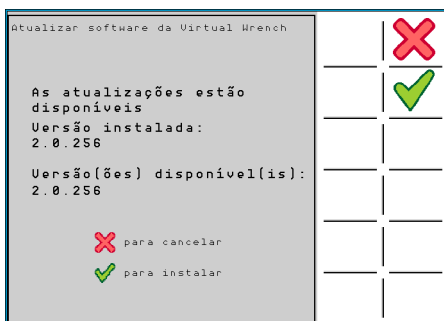 Atualizar software da Virtual Wrench
As atualizações estão
disponíveis
Versão instalada:
2.0.256
Versão(ões) disponível(is):
2.0.256
para cancelar
para instalar